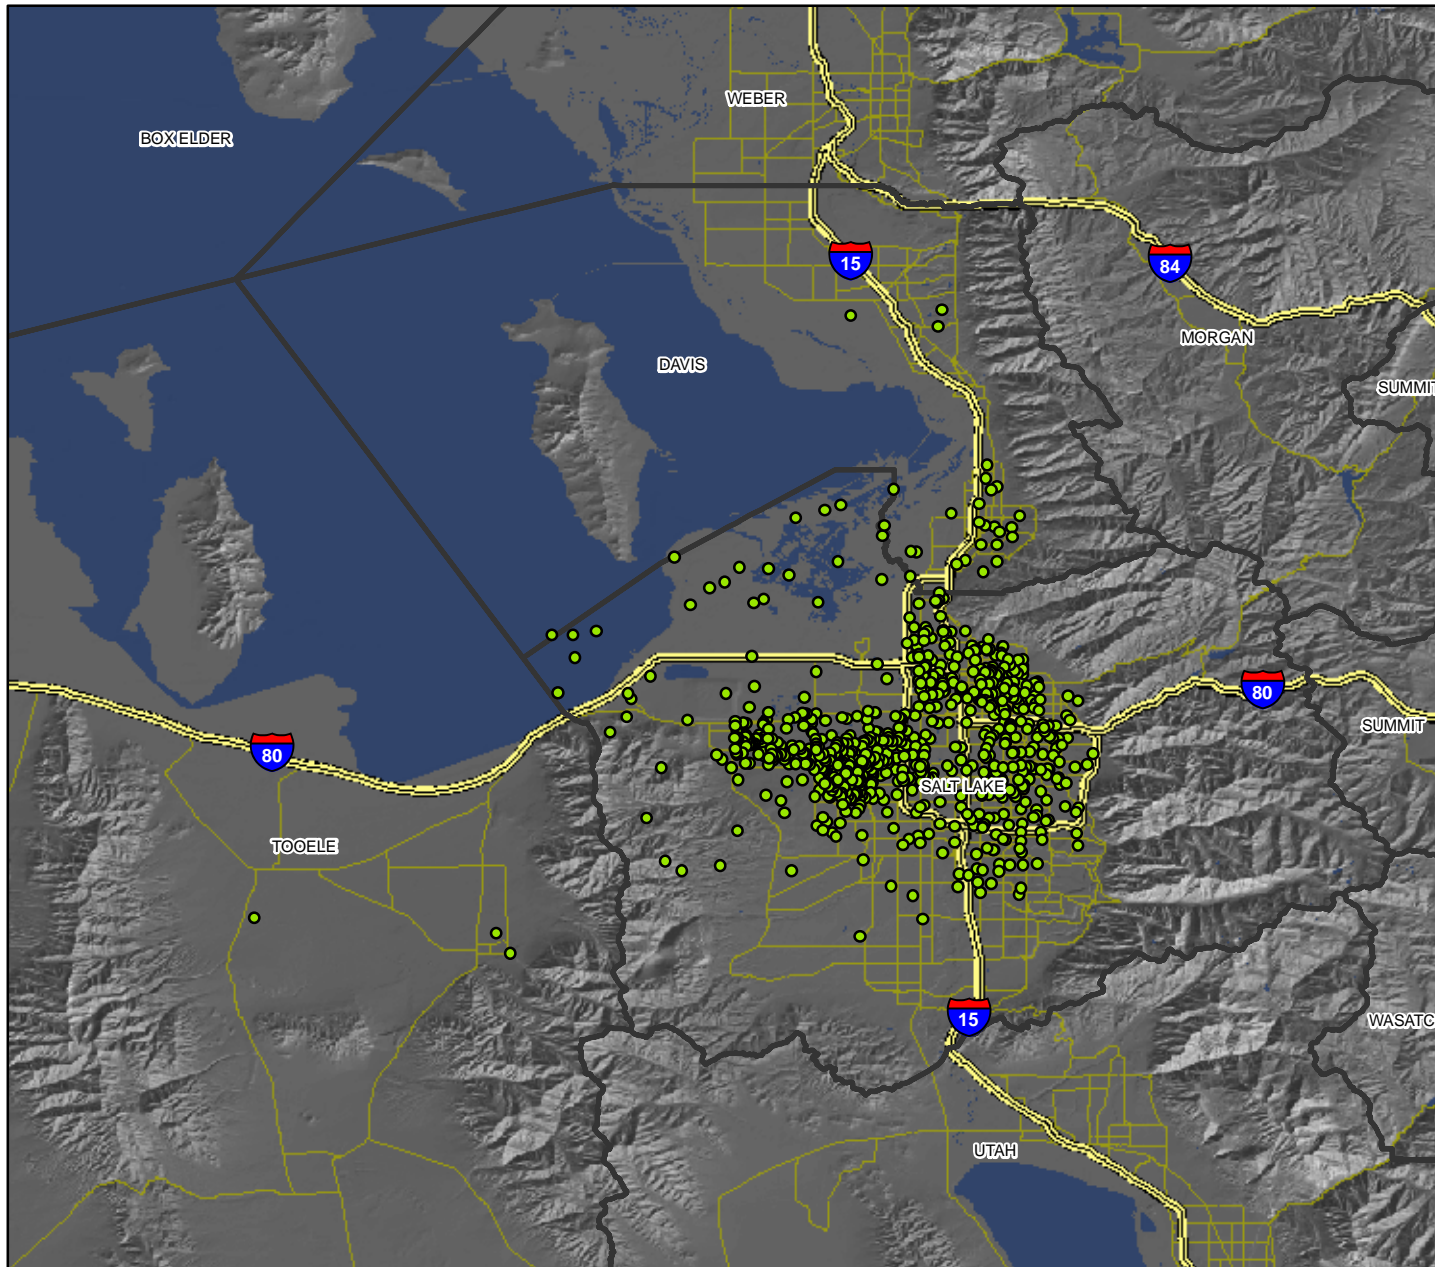 WEBER
BOX ELDER
15
84
MORGAN
DAVIS
SUMMIT
80
SUMMIT
80
SALT LAKE
TOOELE
15
WASATC
UTAH